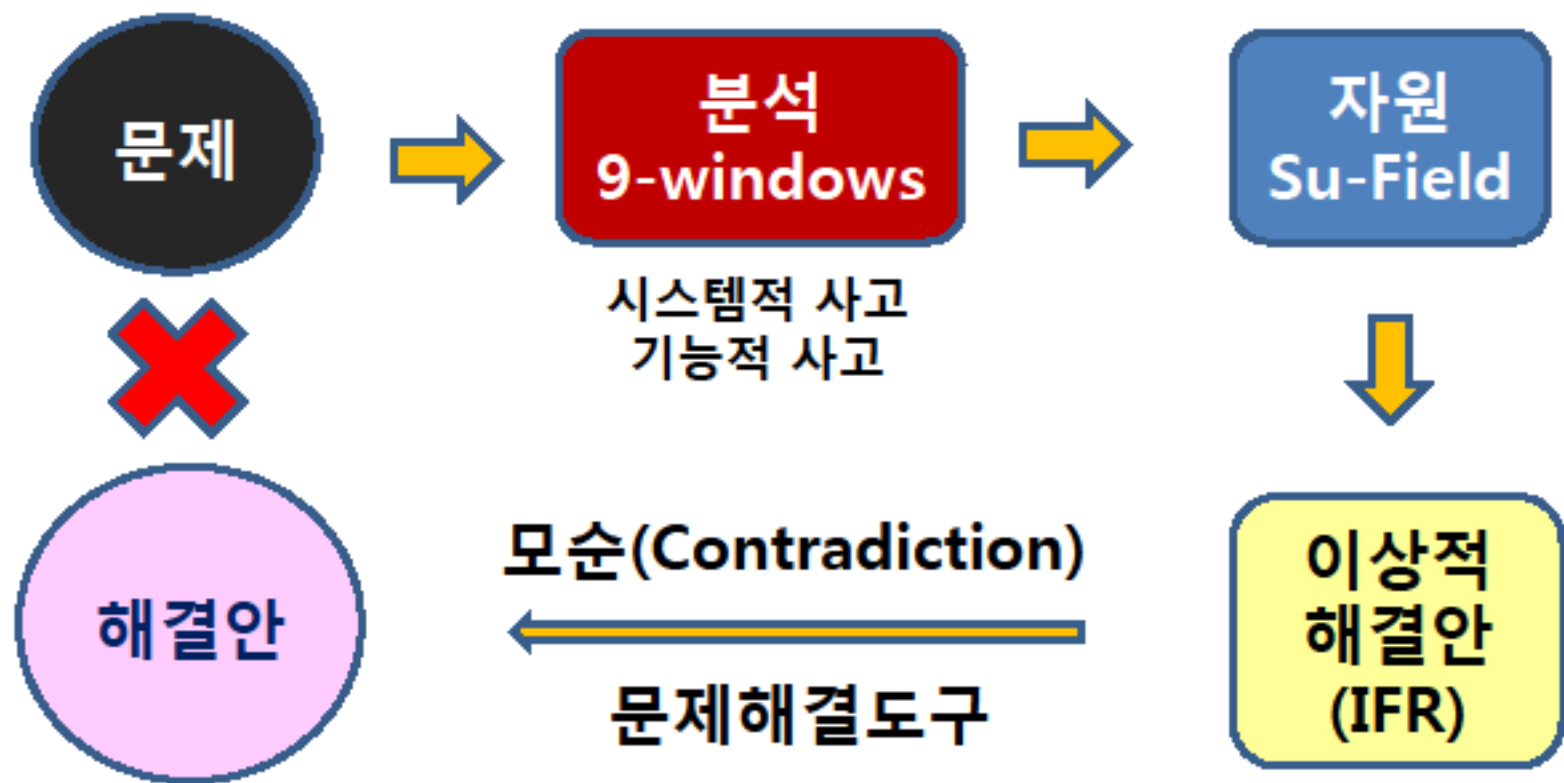 문제
분석
9-windows
자원
Su-Field
시스템적 사고
기능적 사고
모순(Contradiction)
해결안
문제해결도구
이상적
해결안
(IFR)